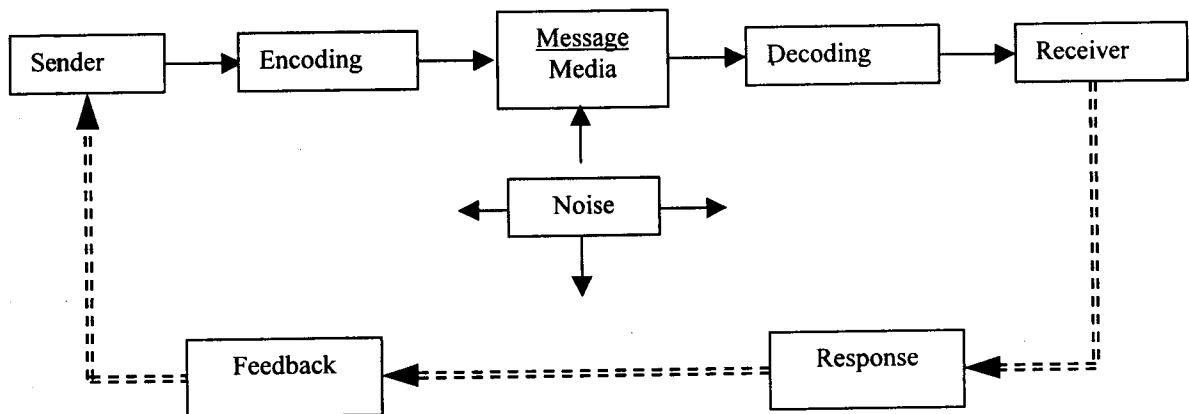 Sender
Encoding
Message
Media
Decoding
Receiver
Noise
Feedback
Response